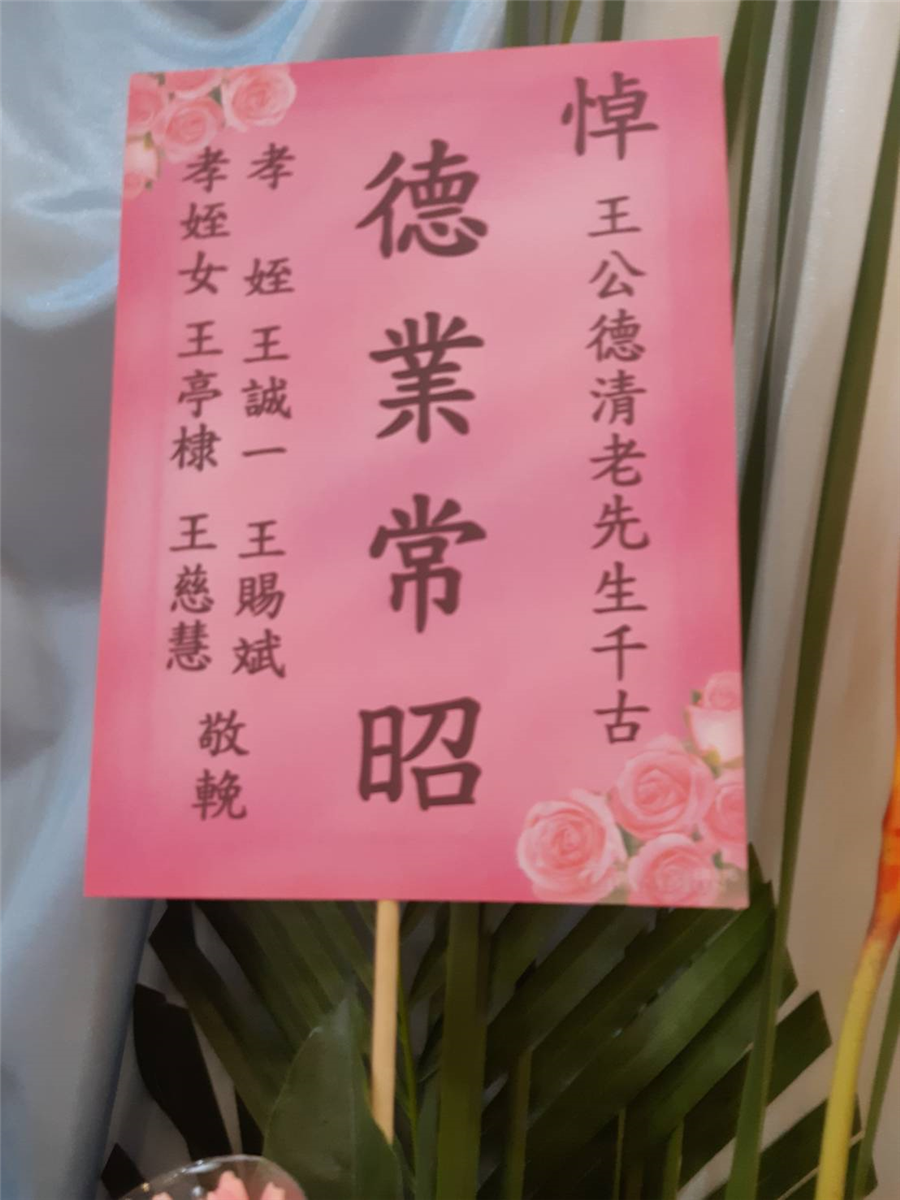 悼 王公德清老先生千古
德業常昭
孝 姪 王誠一 王賜斌
孝姪女 王亭棣 王慈慧
敬輓